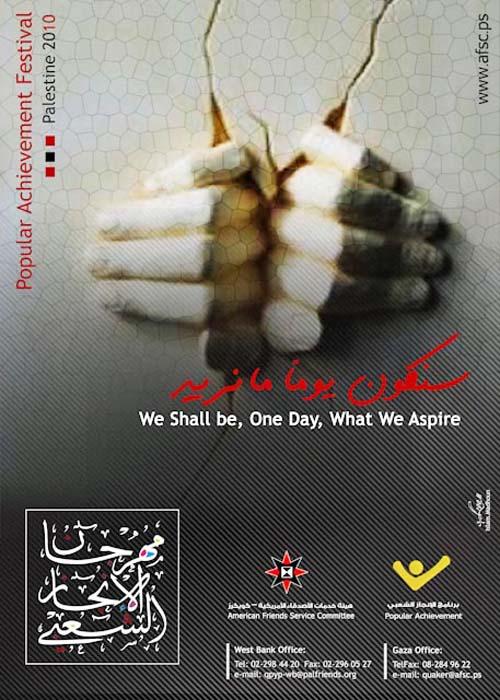 Popular Achievement Festival
Palestine 2010
www.afsc.ps
سنكون يوماً ما نريد
We Shall be, One Day, What We Aspire
مهرجان
الإنجاز
الشعبي
هيئة خدمات الأصدقاء الأمريكية – كويكرز
American Friends Service Committee
برنامج الإنجاز الشعبي
Popular Achievement
West Bank Office:
Tel: 02-298 44 20 Fax: 02-296 05 27
e-mail: qpyp-wb@palfriends.org
Gaza Office:
TelFax: 08-284 96 22
e-mail: quaker@afsc.ps